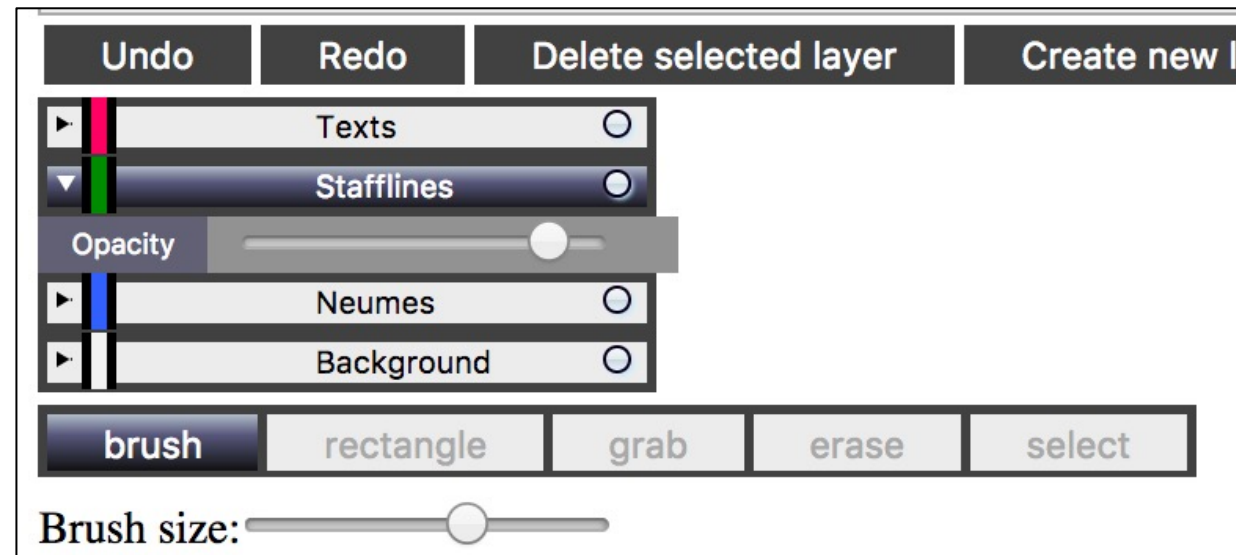 Undo Redo Delete selected layer Create new
Texts
Stafflines
Opacity
Neumes
Background
brush rectangle grab erase select
Brush size: